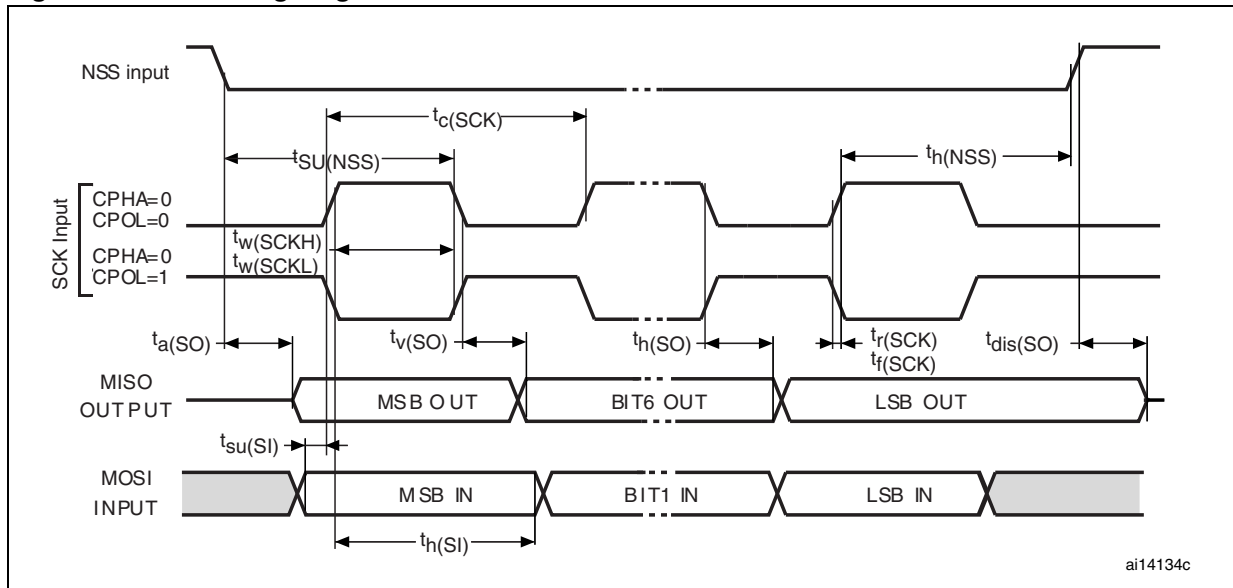 NSS input
tc(SCK)
tSU(NSS)
th(NSS)
SCK Input
CPHA=0
CPOL=0
tw(SCKH)
CPHA=0
tw(SCKL)
CPOL=1
ta(SO)
tv(SO)
th(SO)
tr(SCK)
tf(SCK)
tdis(SO)
MISO
OUTPUT
MSB OUT
BIT6 OUT
LSB OUT
tsu(SI)
MOSI
INPUT
MSB IN
BIT1 IN
LSB IN
th(SI)
ai14134c